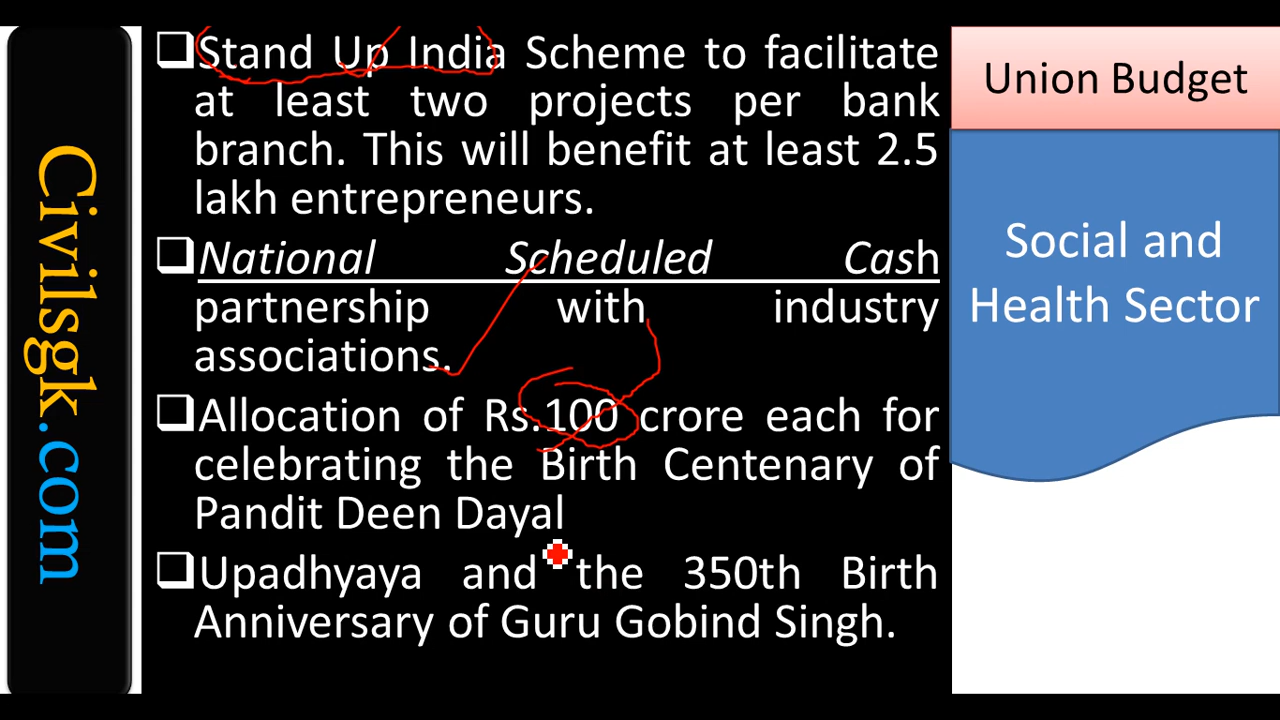 Stand Up India Scheme to facilitate
at least two projects per bank
branch. This will benefit at least 2.5
lakh entrepreneurs.
National Scheduled Cash
partnership with industry
associations.
Allocation of Rs.100 crore each for
celebrating the Birth Centenary of
Pandit Deen Dayal
Upadhyaya and the 350th Birth
Anniversary of Guru Gobind Singh.
Union Budget
Social and
Health Sector
Civilsgk.com